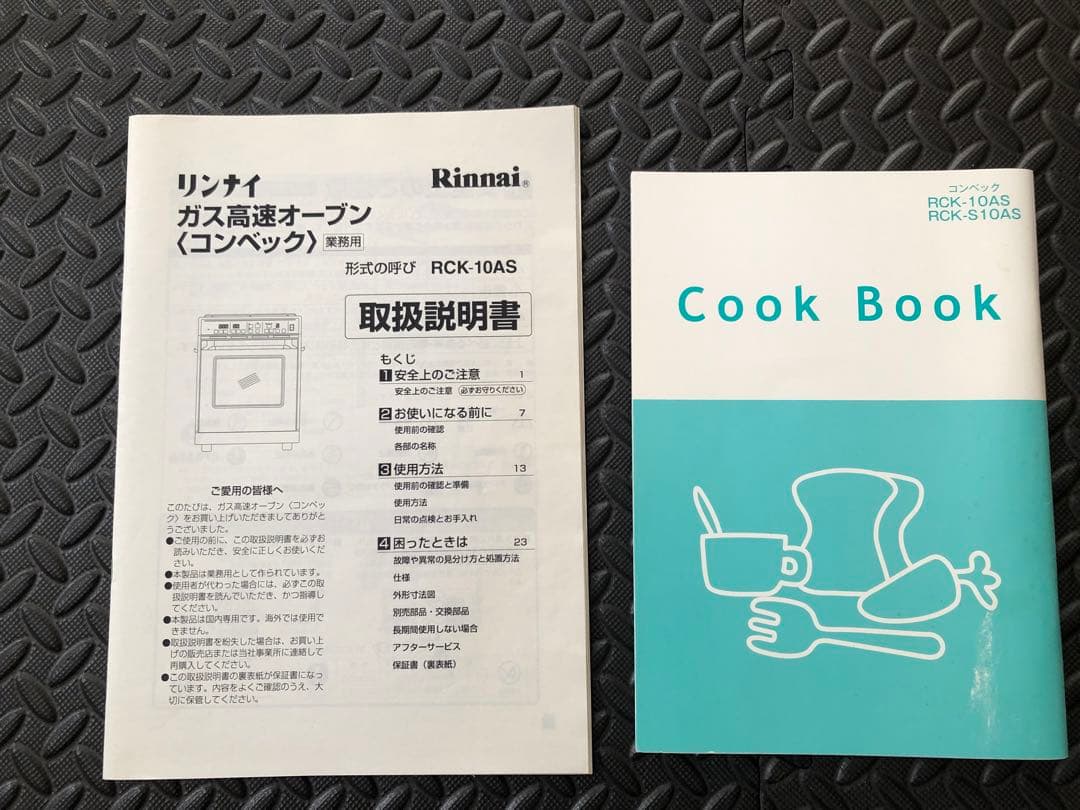 リンナイ
Rinnai®
ガス高速オーブン
〈コンベック〉 業務用
形式の呼び RCK-10AS
取扱説明書
もくじ
1 安全上のご注意 1
安全上のご注意 必ずお守りください
2 お使いになる前に 7
使用前の確認
各部の名称
3 使用方法 13
使用前の確認と準備
使用方法
日常の点検とお手入れ
4 困ったときは 23
故障や異常の見分け方と処置方法
仕様
外形寸法図
別売部品・交換部品
長期間使用しない場合
アフターサービス
保証書（裏表紙）
ご愛用の皆様へ
このたびは、ガス高速オーブン〈コンベッ
ク〉をお買い上げいただきましてありがと
うございました。
●ご使用の前に、この取扱説明書を必ずお
読みいただき、安全に正しくお使いくだ
さい。
●本製品は業務用として作られています。
●使用者が代わった場合には、必ずこの取
扱説明書を読んでいただき、かつ指導し
てください。
●本製品は国内専用です。海外では使用で
きません。
●取扱説明書を紛失した場合は、お買い上
げの販売店または当社事業所に連絡して
再購入してください。
●この取扱説明書の裏表紙が保証書になっ
ています。内容をよくご確認のうえ、大
切に保管してください。
コンベック
RCK-10AS
RCK-S10AS
Cook Book